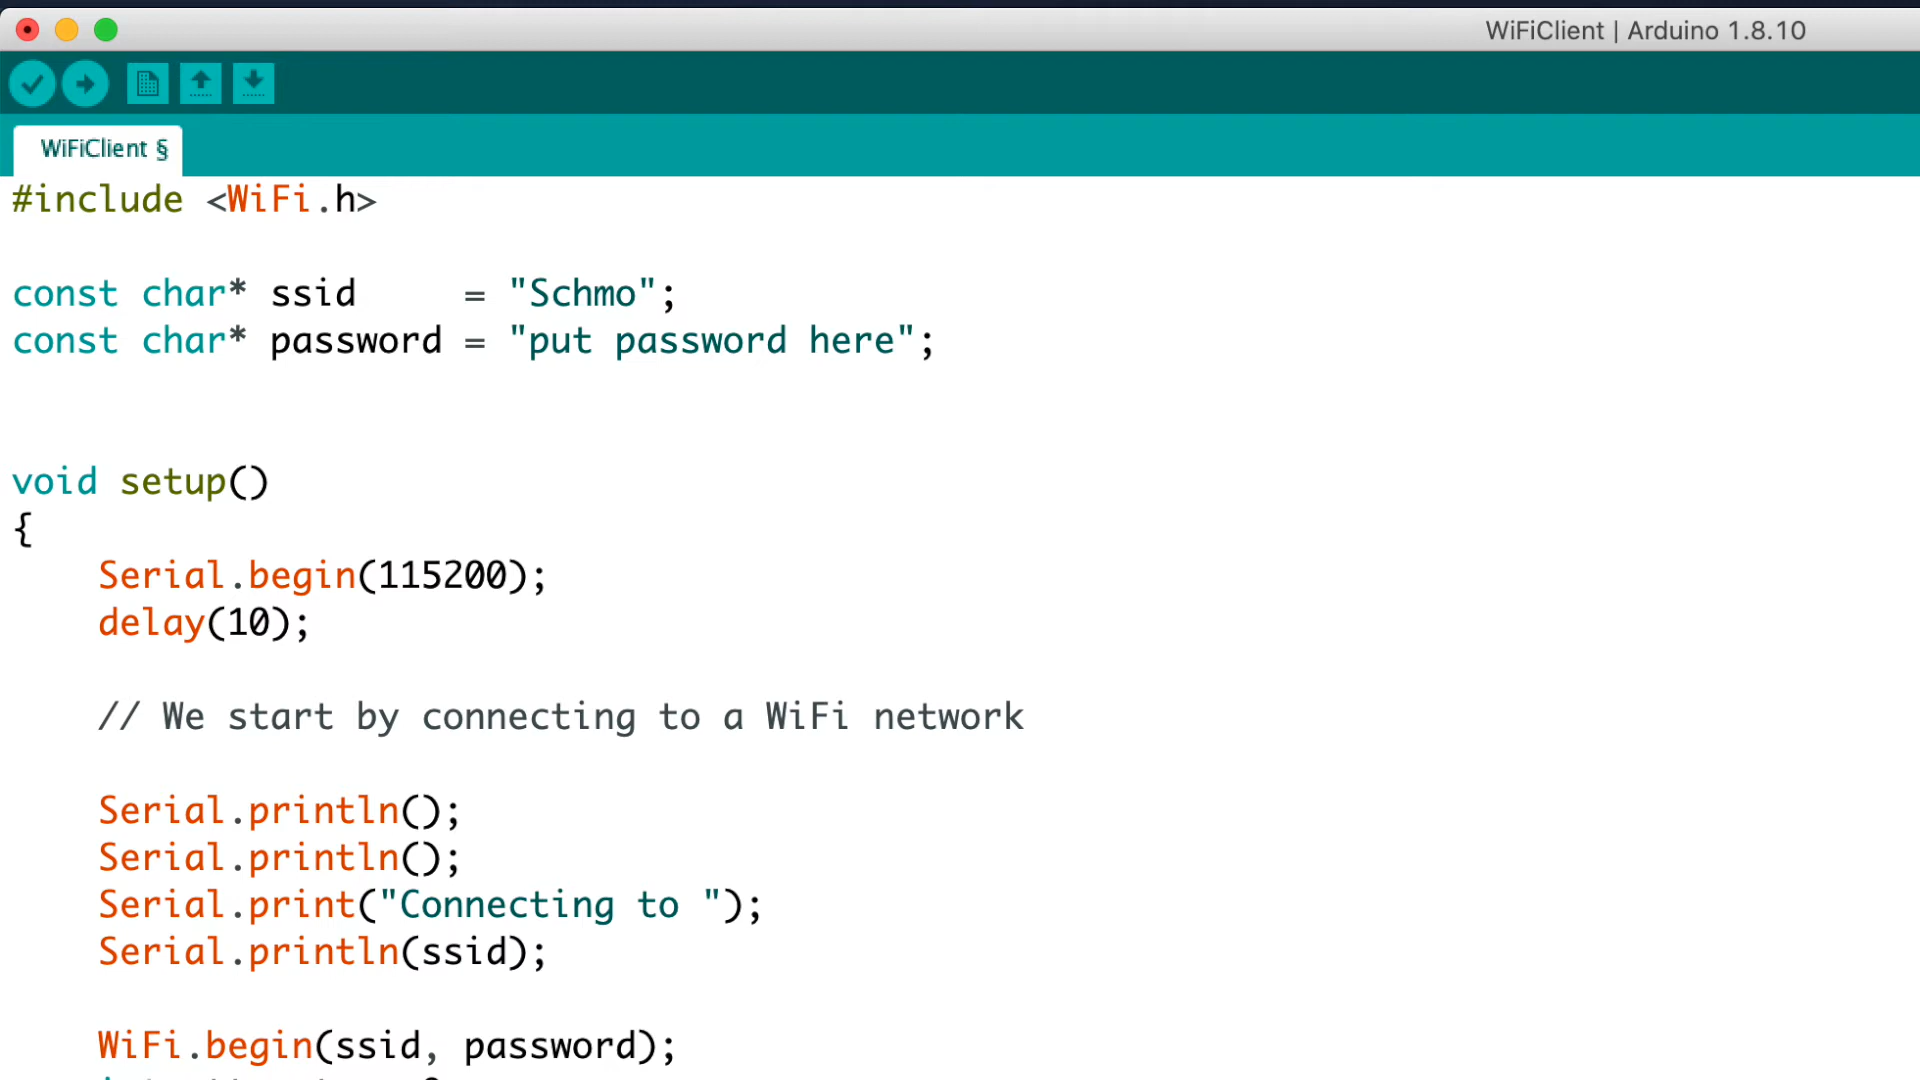 WiFiClient | Arduino 1.8.10
WiFiClient §
#include <WiFi.h>
const char* ssid     = "Schmo";
const char* password = "put password here";
void setup()
{
    Serial.begin(115200);
    delay(10);
    // We start by connecting to a WiFi network
    Serial.println();
    Serial.println();
    Serial.print("Connecting to ");
    Serial.println(ssid);
    WiFi.begin(ssid, password);